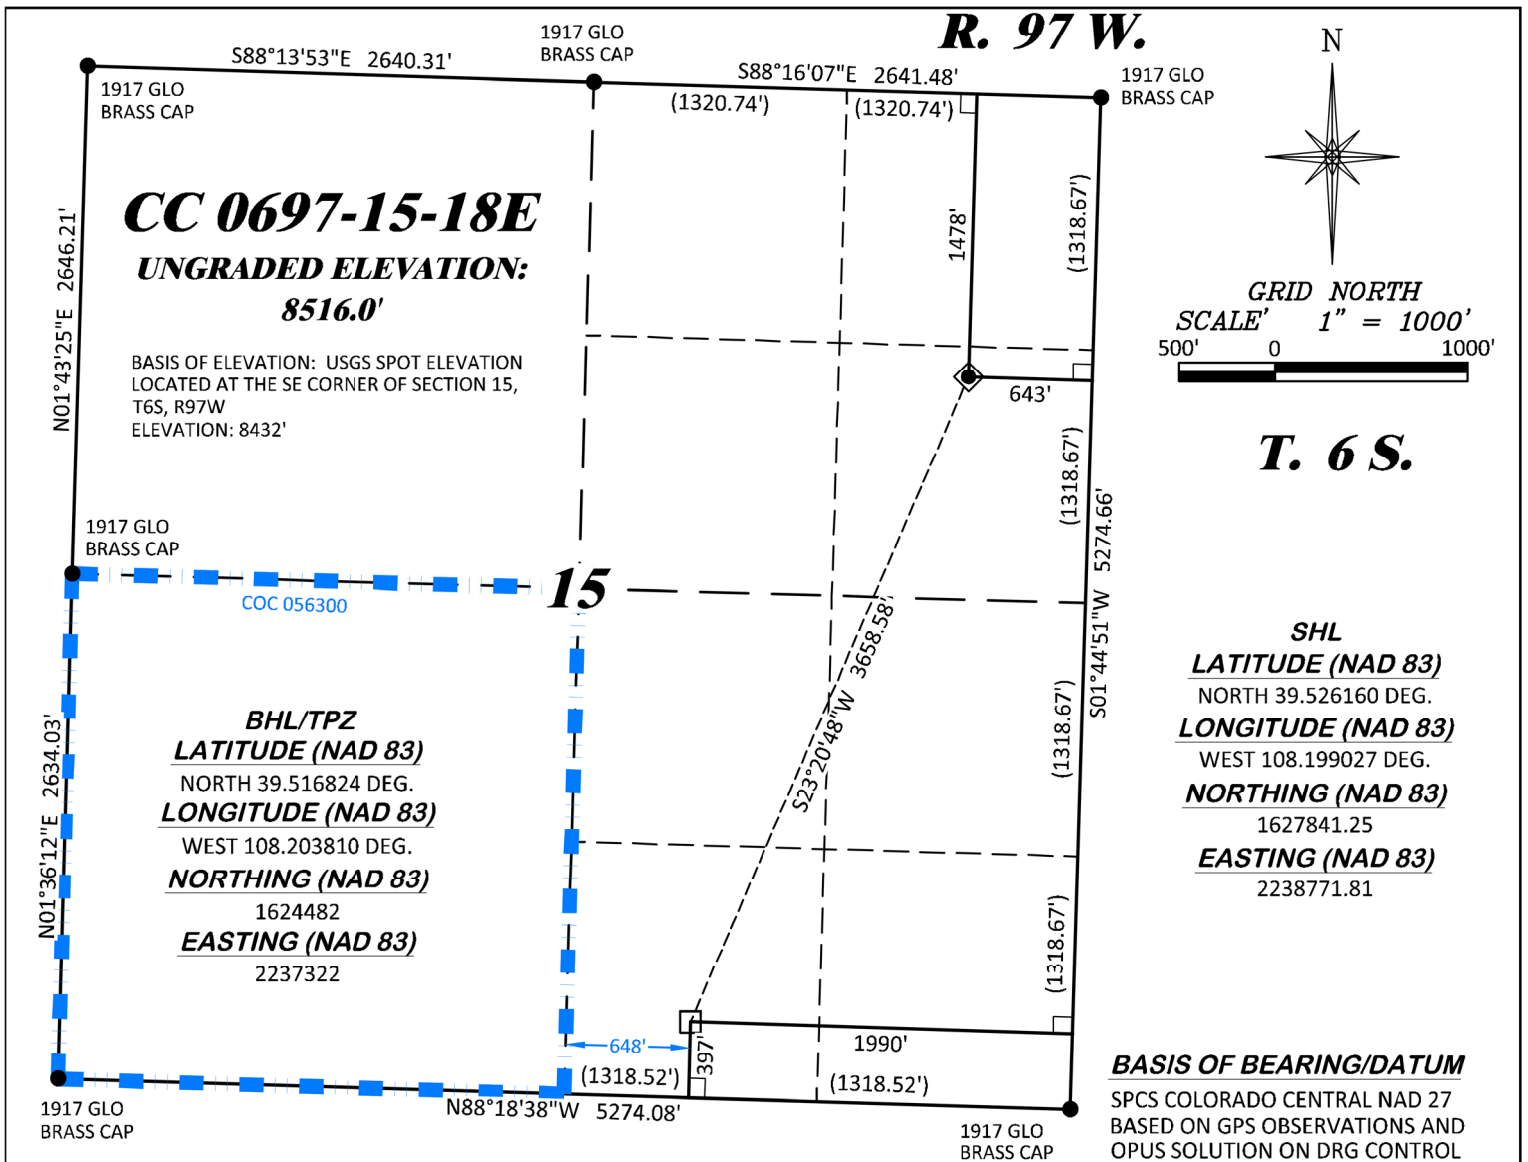 R. 97 W.
1917 GLO
BRASS CAP
S88°13'53"E 2640.31'
1917 GLO
BRASS CAP
S88°16'07"E 2641.48'
(1320.74')
(1320.74')
1917 GLO
BRASS CAP
N
CC 0697-15-18E
UNGRADED ELEVATION:
8516.0'
BASIS OF ELEVATION: USGS SPOT ELEVATION
LOCATED AT THE SE CORNER OF SECTION 15,
T6S, R97W
ELEVATION: 8432'
N01°43'25"E 2646.21'
1478'
(1318.67')
GRID NORTH
SCALE' 1" = 1000'
500' 0 1000'
643'
(1318.67')
T. 6 S.
S01°44'51"W 5274.66'
1917 GLO
BRASS CAP
COC 056300
15
S23°20'48"W 3658.58'
(1318.67')
SHL
LATITUDE (NAD 83)
NORTH 39.526160 DEG.
LONGITUDE (NAD 83)
WEST 108.199027 DEG.
NORTHING (NAD 83)
1627841.25
EASTING (NAD 83)
2238771.81
BHL/TPZ
LATITUDE (NAD 83)
NORTH 39.516824 DEG.
LONGITUDE (NAD 83)
WEST 108.203810 DEG.
NORTHING (NAD 83)
1624482
EASTING (NAD 83)
2237322
N01°36'12"E 2634.03'
(1318.67')
648'
397'
1990'
(1318.52')
(1318.52')
N88°18'38"W 5274.08'
1917 GLO
BRASS CAP
1917 GLO
BRASS CAP
BASIS OF BEARING/DATUM
SPCS COLORADO CENTRAL NAD 27
BASED ON GPS OBSERVATIONS AND
OPUS SOLUTION ON DRG CONTROL